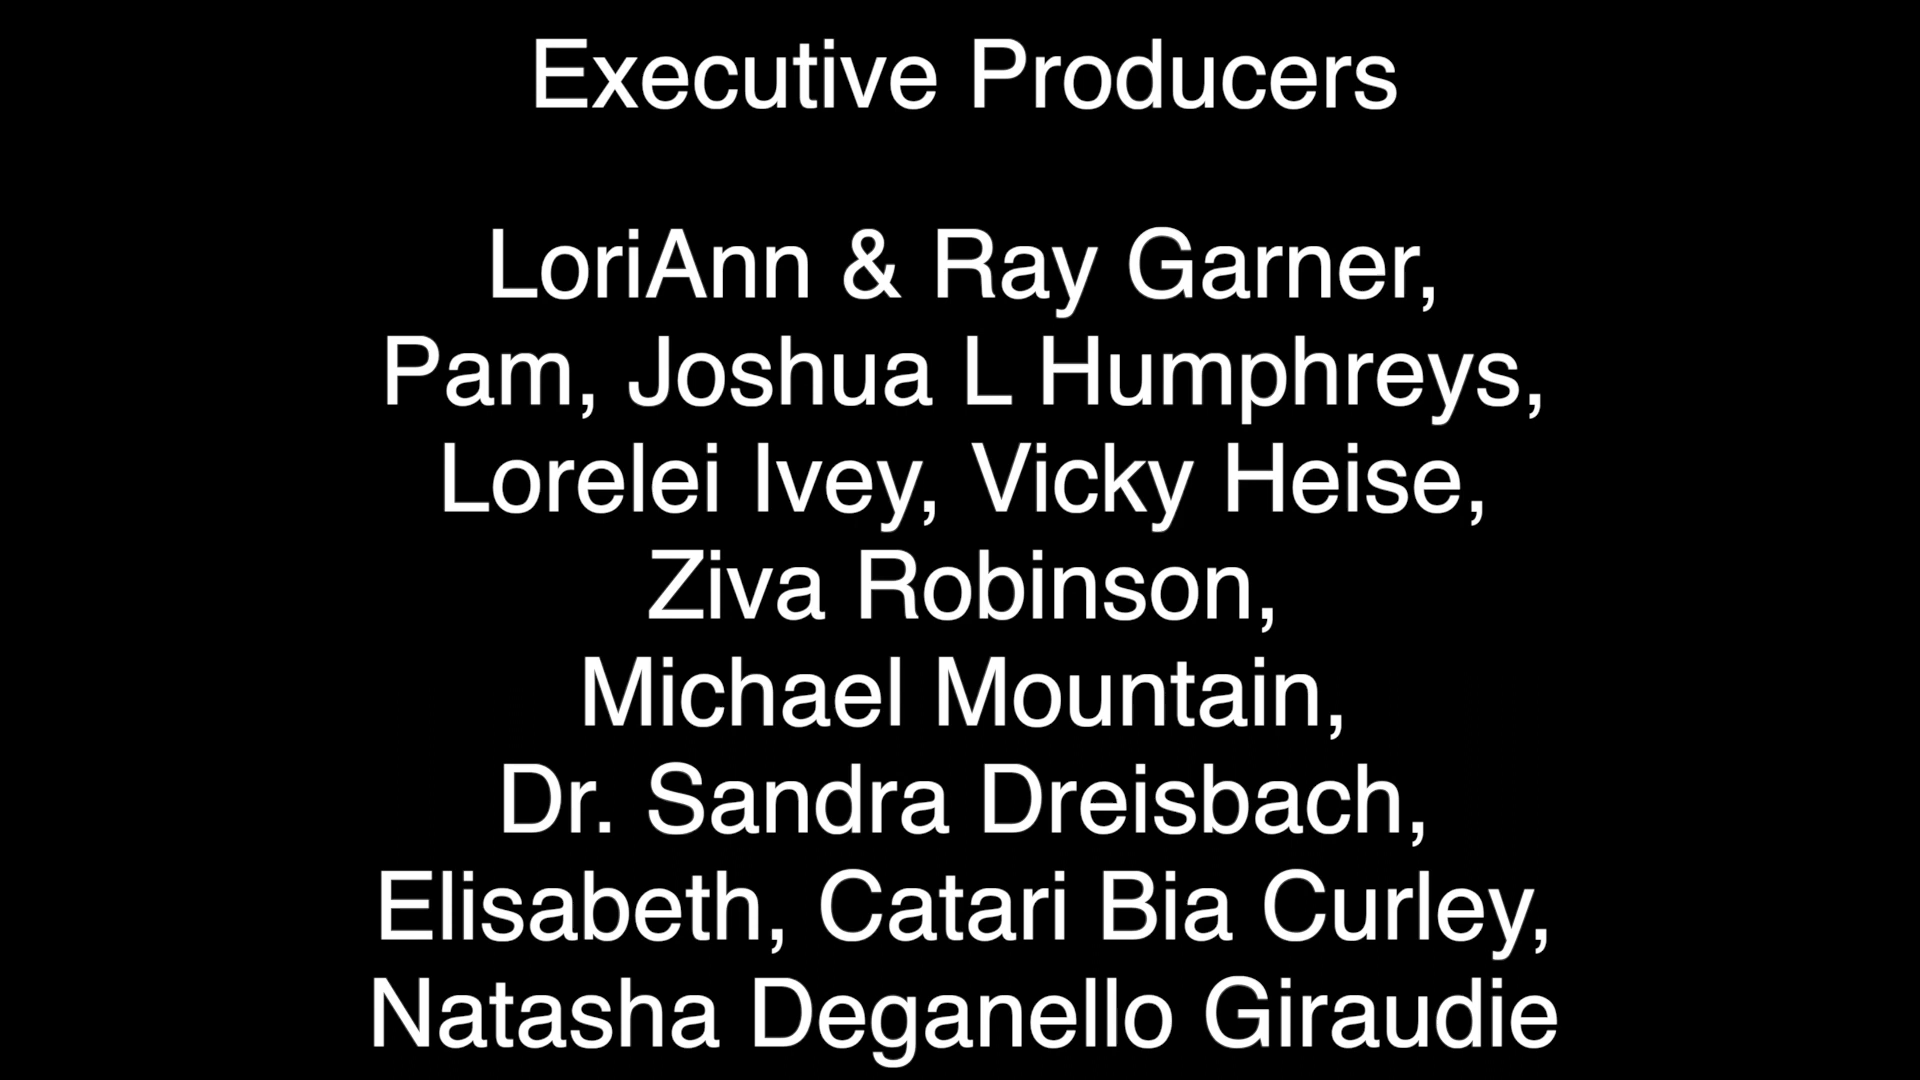 Executive Producers
LoriAnn & Ray Garner,
Pam, Joshua L Humphreys,
Lorelei Ivey, Vicky Heise,
Ziva Robinson,
Michael Mountain,
Dr. Sandra Dreisbach,
Elisabeth, Catari Bia Curley,
Natasha Deganello Giraudie